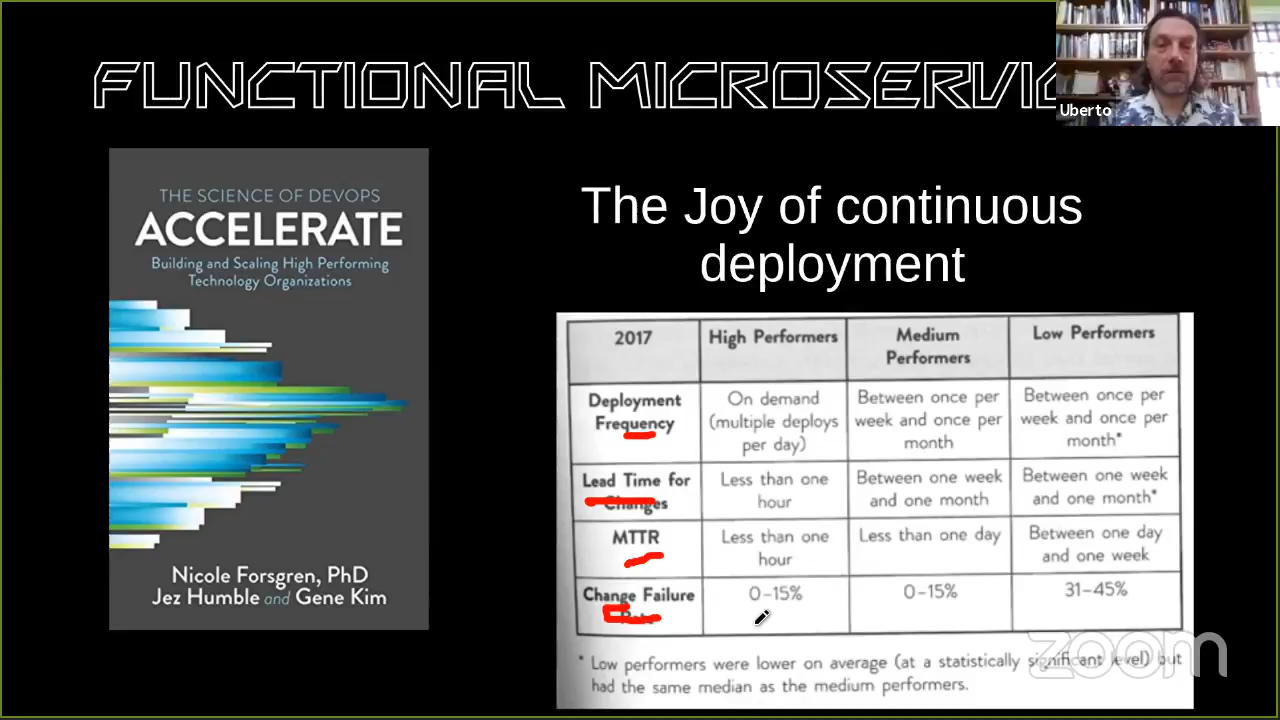 FUNCTIONAL MICROSERVIC
Uberto
THE SCIENCE OF DEVOPS
ACCELERATE
Building and Scaling High Performing
Technology Organizations
Nicole Forsgren, PhD
Jez Humble and Gene Kim
The Joy of continuous
deployment
2017
High Performers
Medium
Performers
Low Performers
Deployment
Frequency
On demand
(multiple deploys
per day)
Between once per
week and once per
month
Between once per
week and once per
month*
Lead Time for
Changes
Less than one
hour
Between one week
and one month
Between one week
and one month*
MTTR
Less than one
hour
Less than one day
Between one day
and one week
Change Failure
Rate
0–15%
0–15%
31–45%
* Low performers were lower on average (at a statistically significant level) but
had the same median as the medium performers.
zoom